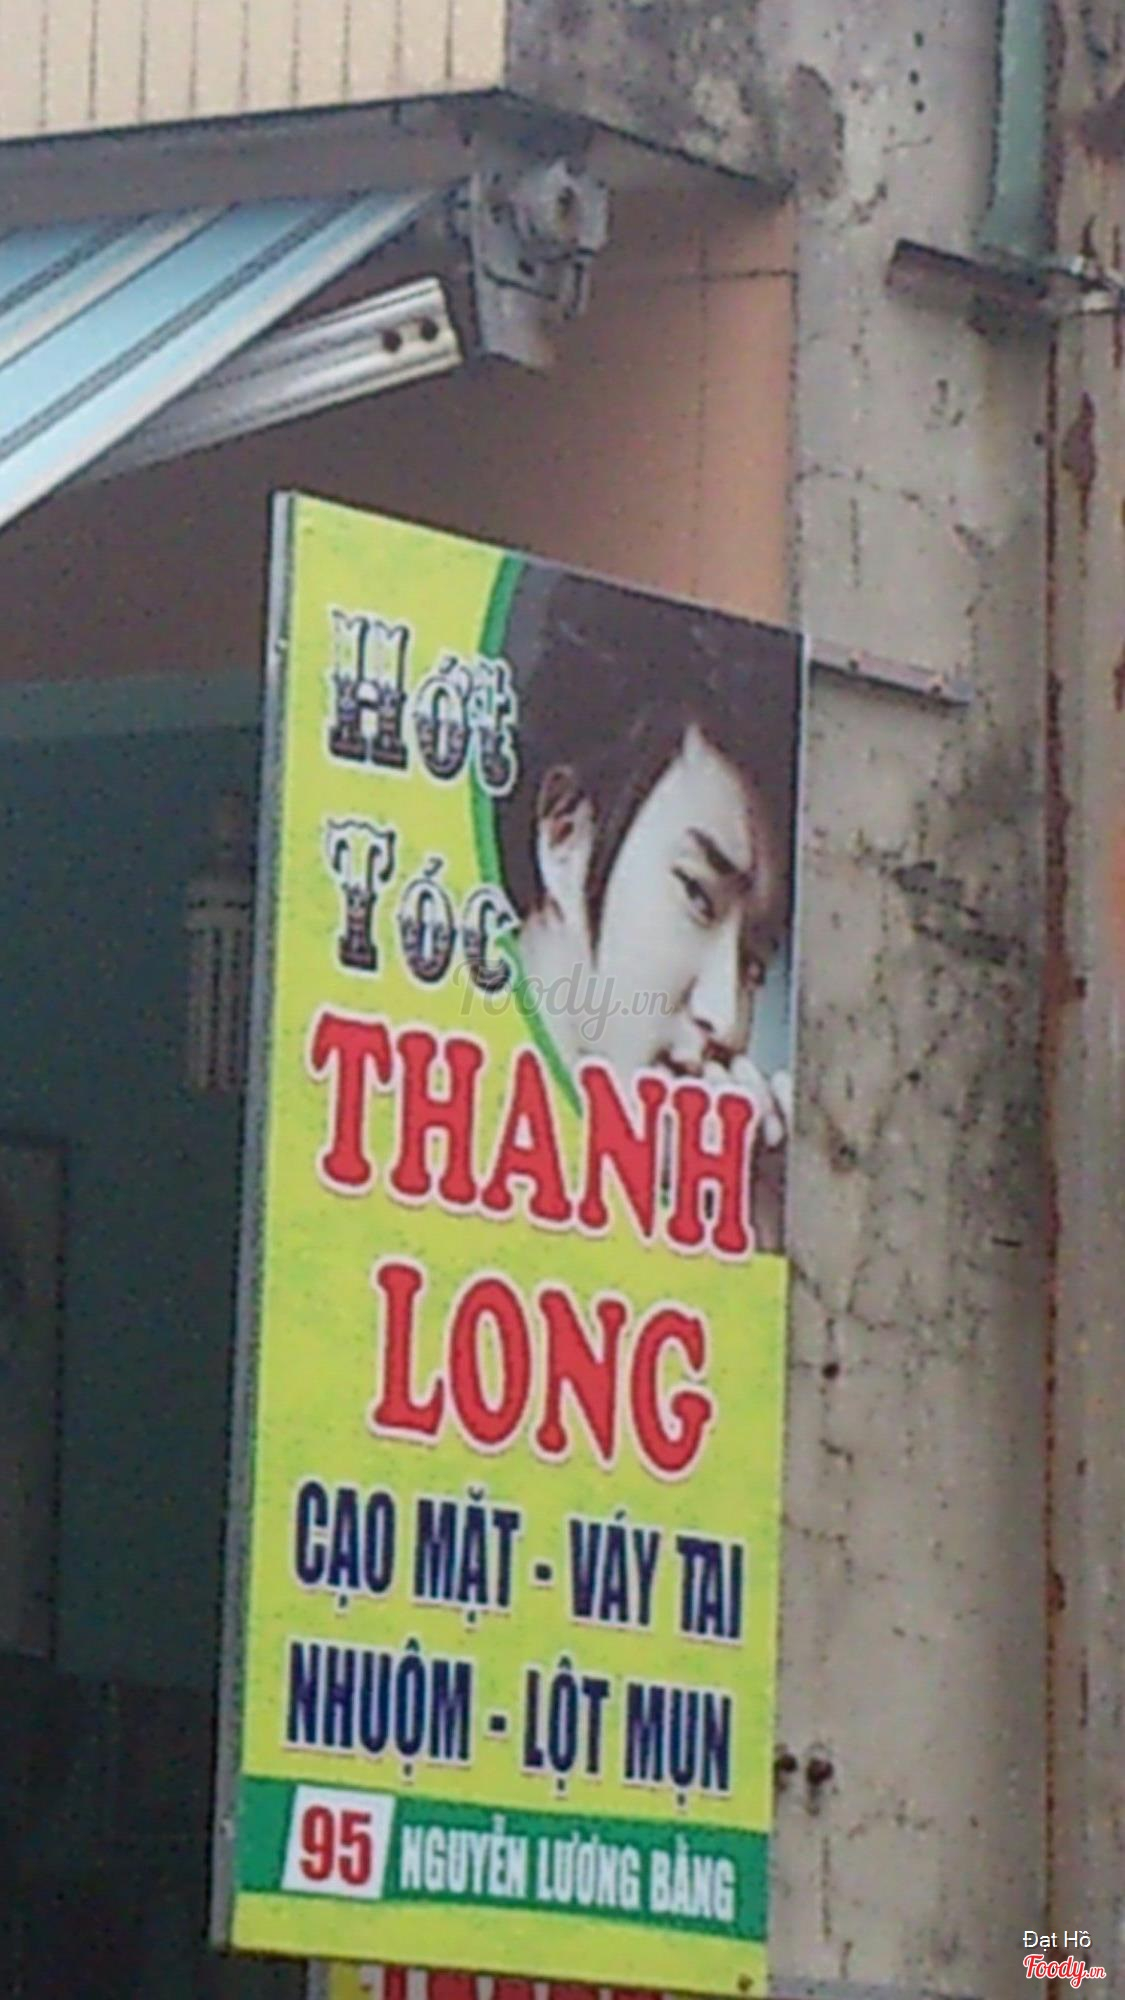 Hớt
Tóc
THANH
LONG
CẠO MẶT - VÁY TAI
NHUỘM - LỘT MỤN
95 NGUYỄN LƯƠNG BẰNG
Foody.vn
Đạt Hồ
Foody.vn